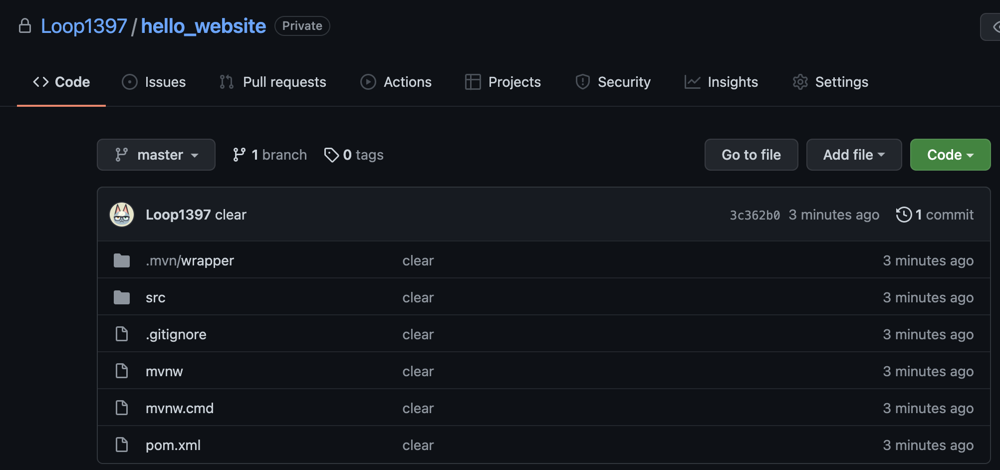 Loop1397 / hello_website Private
Code Issues Pull requests Actions Projects Security Insights Settings
master 1 branch 0 tags Go to file Add file Code
Loop1397 clear 3c362b0 3 minutes ago 1 commit
.mvn/wrapper clear 3 minutes ago
src clear 3 minutes ago
.gitignore clear 3 minutes ago
mvnw clear 3 minutes ago
mvnw.cmd clear 3 minutes ago
pom.xml clear 3 minutes ago